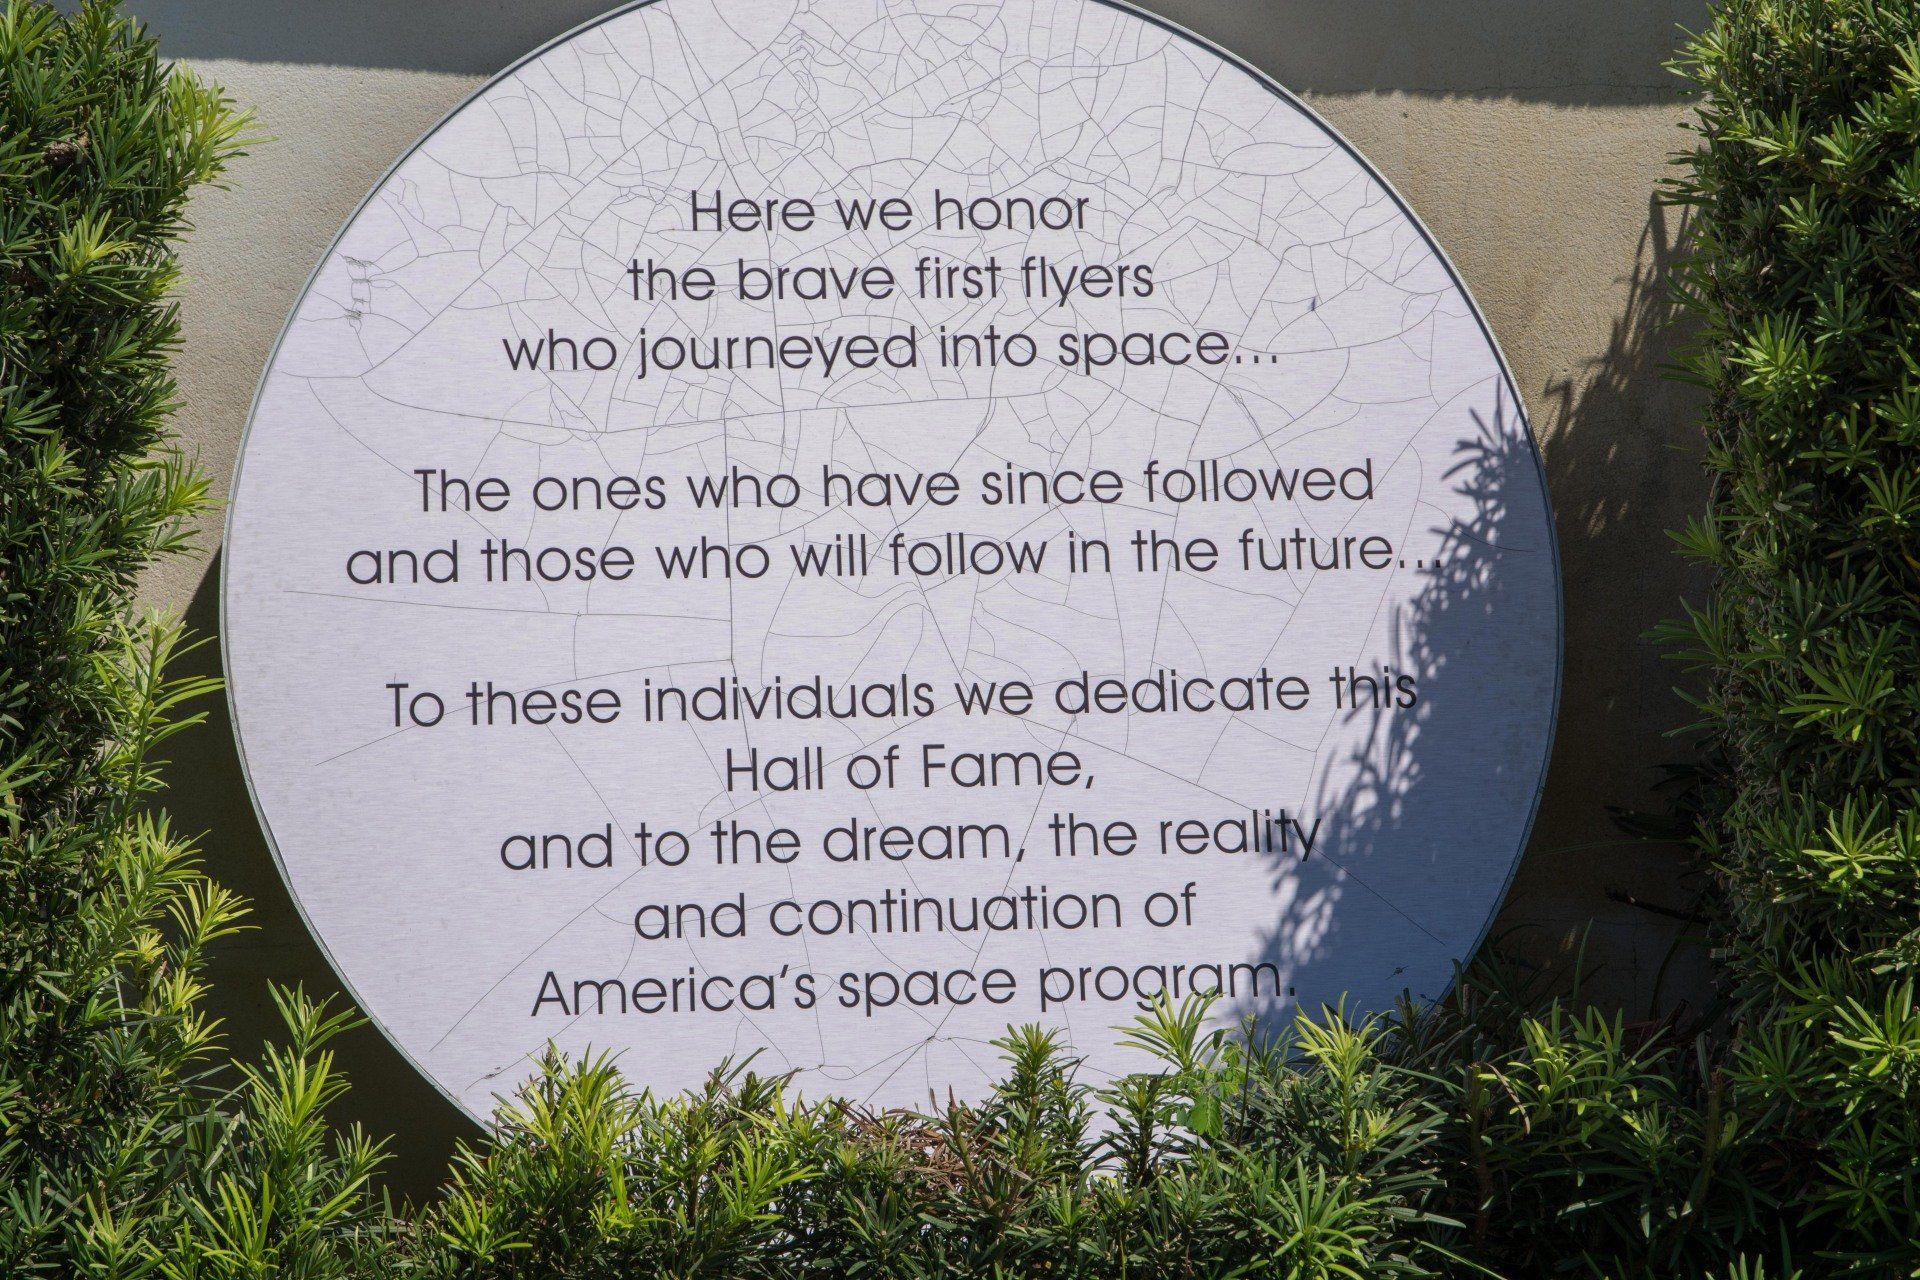 Here we honor
the brave first flyers
who journeyed into space...
The ones who have since followed
and those who will follow in the future...
To these individuals we dedicate this
Hall of Fame,
and to the dream, the reality
and continuation of
America's space program.